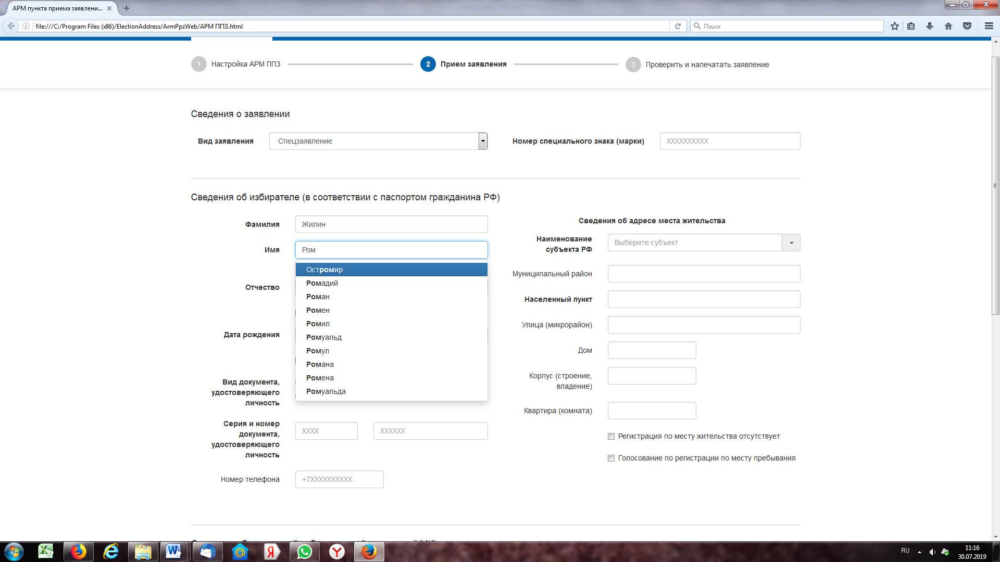 АРМ пункта приема заявлени...
file:///C:/Program Files (x86)/ElectionAddress/ArmPpzWeb/АРМ ППЗ.html
Поиск
1 Настройка АРМ ППЗ
2 Прием заявления
3 Проверить и напечатать заявление
Сведения о заявлении
Вид заявления
Спецзаявление
Номер специального знака (марки)
XXXXXXXXXX
Сведения об избирателе (в соответствии с паспортом гражданина РФ)
Фамилия
Жилин
Имя
Ром
Остромир
Ромадий
Роман
Ромен
Ромил
Ромуальд
Ромул
Романа
Ромена
Ромуальда
Отчество
Дата рождения
Вид документа,
удостоверяющего
личность
Серия и номер
документа,
удостоверяющего
личность
XXXX
XXXXXX
Номер телефона
+7XXXXXXXXXX
Сведения об адресе места жительства
Наименование
субъекта РФ
Выберите субъект
Муниципальный район
Населенный пункт
Улица (микрорайон)
Дом
Корпус (строение,
владение)
Квартира (комната)
Регистрация по месту жительства отсутствует
Голосование по регистрации по месту пребывания
RU
11:16
30.07.2019